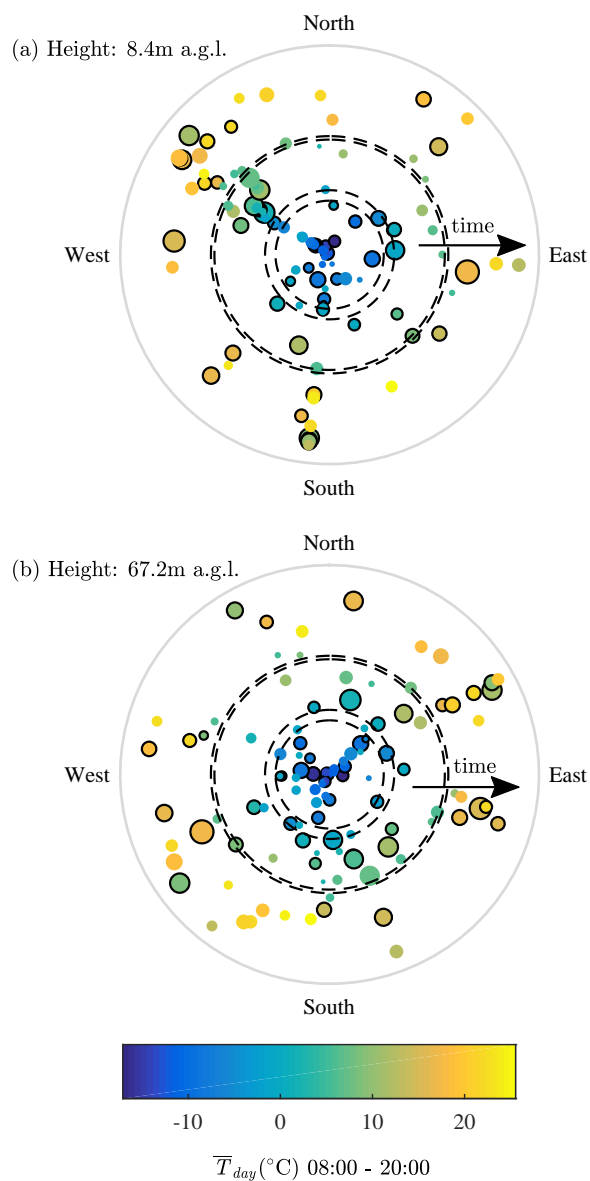 North
(a) Height: 8.4m a.g.l.
West
time
East
South
North
(b) Height: 67.2m a.g.l.
West
time
East
South
-10 0 10 20
T̅day(°C) 08:00 - 20:00